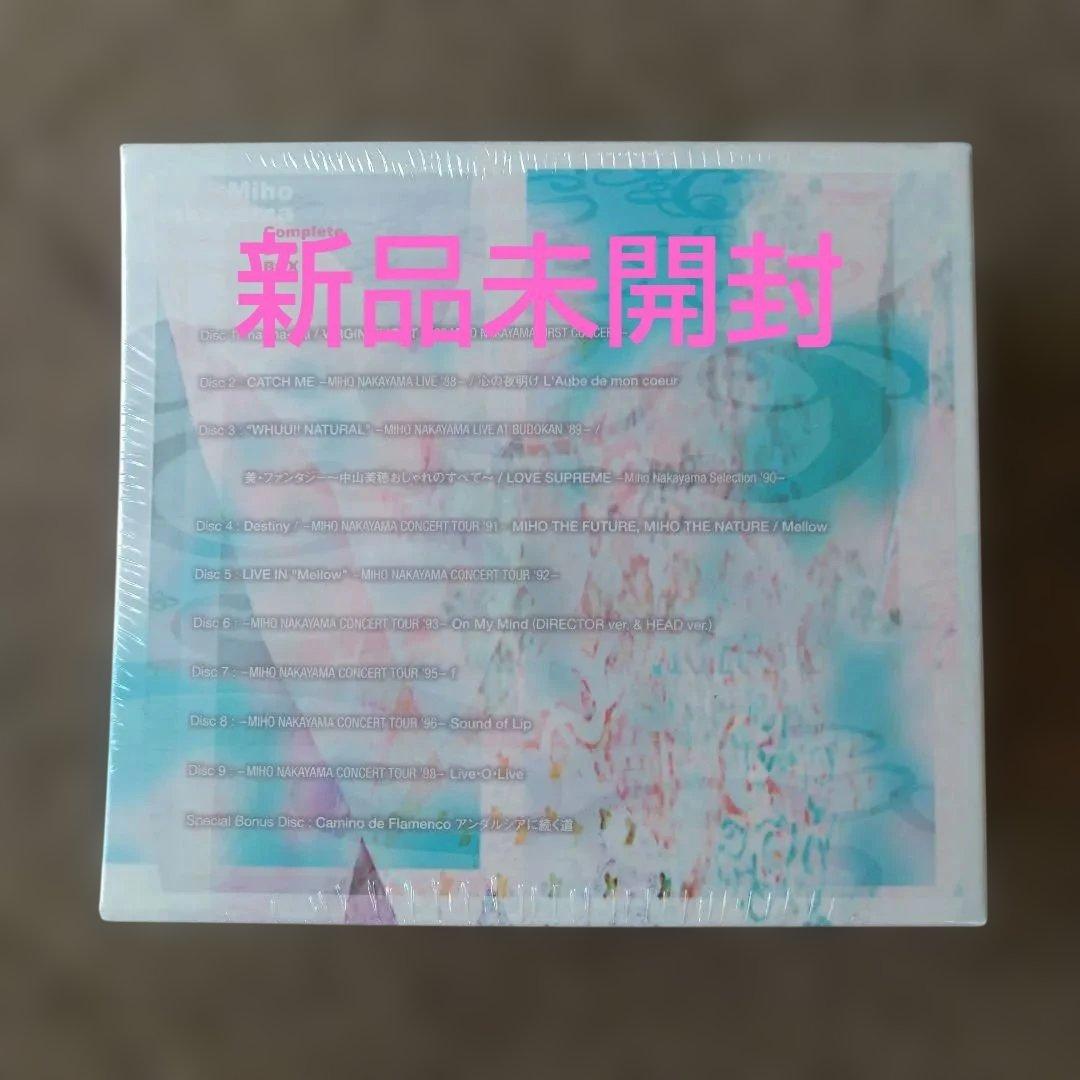 Miho
Complete
BOX
新品未開封
Disc 2 : CATCH ME -MIHO NAKAYAMA LIVE '88- / 心の夜明け L'Aube de mon coeur
Disc 3 : "WHUU!! NATURAL" -MIHO NAKAYAMA LIVE AT BUDOKAN '89- /
美・ファンタジー〜中山美穂おしゃれのすべて〜 / LOVE SUPREME -Miho Nakayama Selection '90-
Disc 4 : Destiny / -MIHO NAKAYAMA CONCERT TOUR '91 MIHO THE FUTURE, MIHO THE NATURE / Mellow
Disc 5 : LIVE IN "Mellow" -MIHO NAKAYAMA CONCERT TOUR '92-
Disc 6 : -MIHO NAKAYAMA CONCERT TOUR '93- On My Mind (DIRECTOR ver. & HEAD ver.)
Disc 7 : -MIHO NAKAYAMA CONCERT TOUR '95- f
Disc 8 : -MIHO NAKAYAMA CONCERT TOUR '96- Sound of Lip
Disc 9 : -MIHO NAKAYAMA CONCERT TOUR '98- Live・O・Live
Special Bonus Disc : Camino de Flamenco アンダルシアに続く道